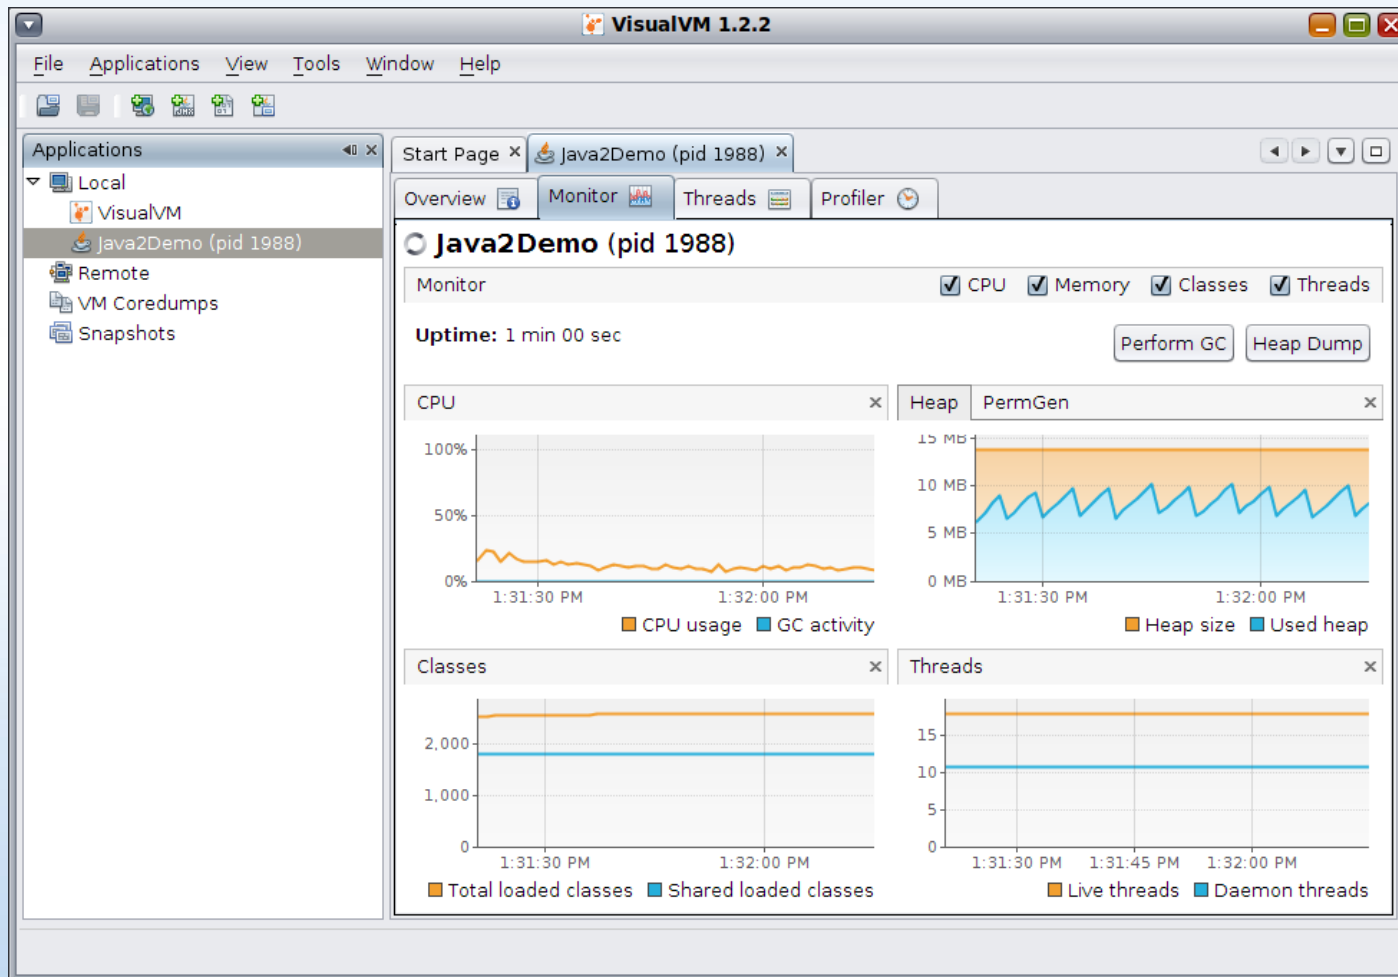 VisualVM 1.2.2
File Applications View Tools Window Help
Applications
Local
VisualVM
Java2Demo (pid 1988)
Remote
VM Coredumps
Snapshots
Start Page Java2Demo (pid 1988)
Overview Monitor Threads Profiler
Java2Demo (pid 1988)
Monitor CPU Memory Classes Threads
Uptime: 1 min 00 sec
Perform GC Heap Dump
CPU
100%
50%
0%
1:31:30 PM 1:32:00 PM
CPU usage GC activity
Heap PermGen
15 MB
10 MB
5 MB
0 MB
1:31:30 PM 1:32:00 PM
Heap size Used heap
Classes
2,000
1,000
0
1:31:30 PM 1:32:00 PM
Total loaded classes Shared loaded classes
Threads
15
10
5
0
1:31:30 PM 1:31:45 PM 1:32:00 PM
Live threads Daemon threads